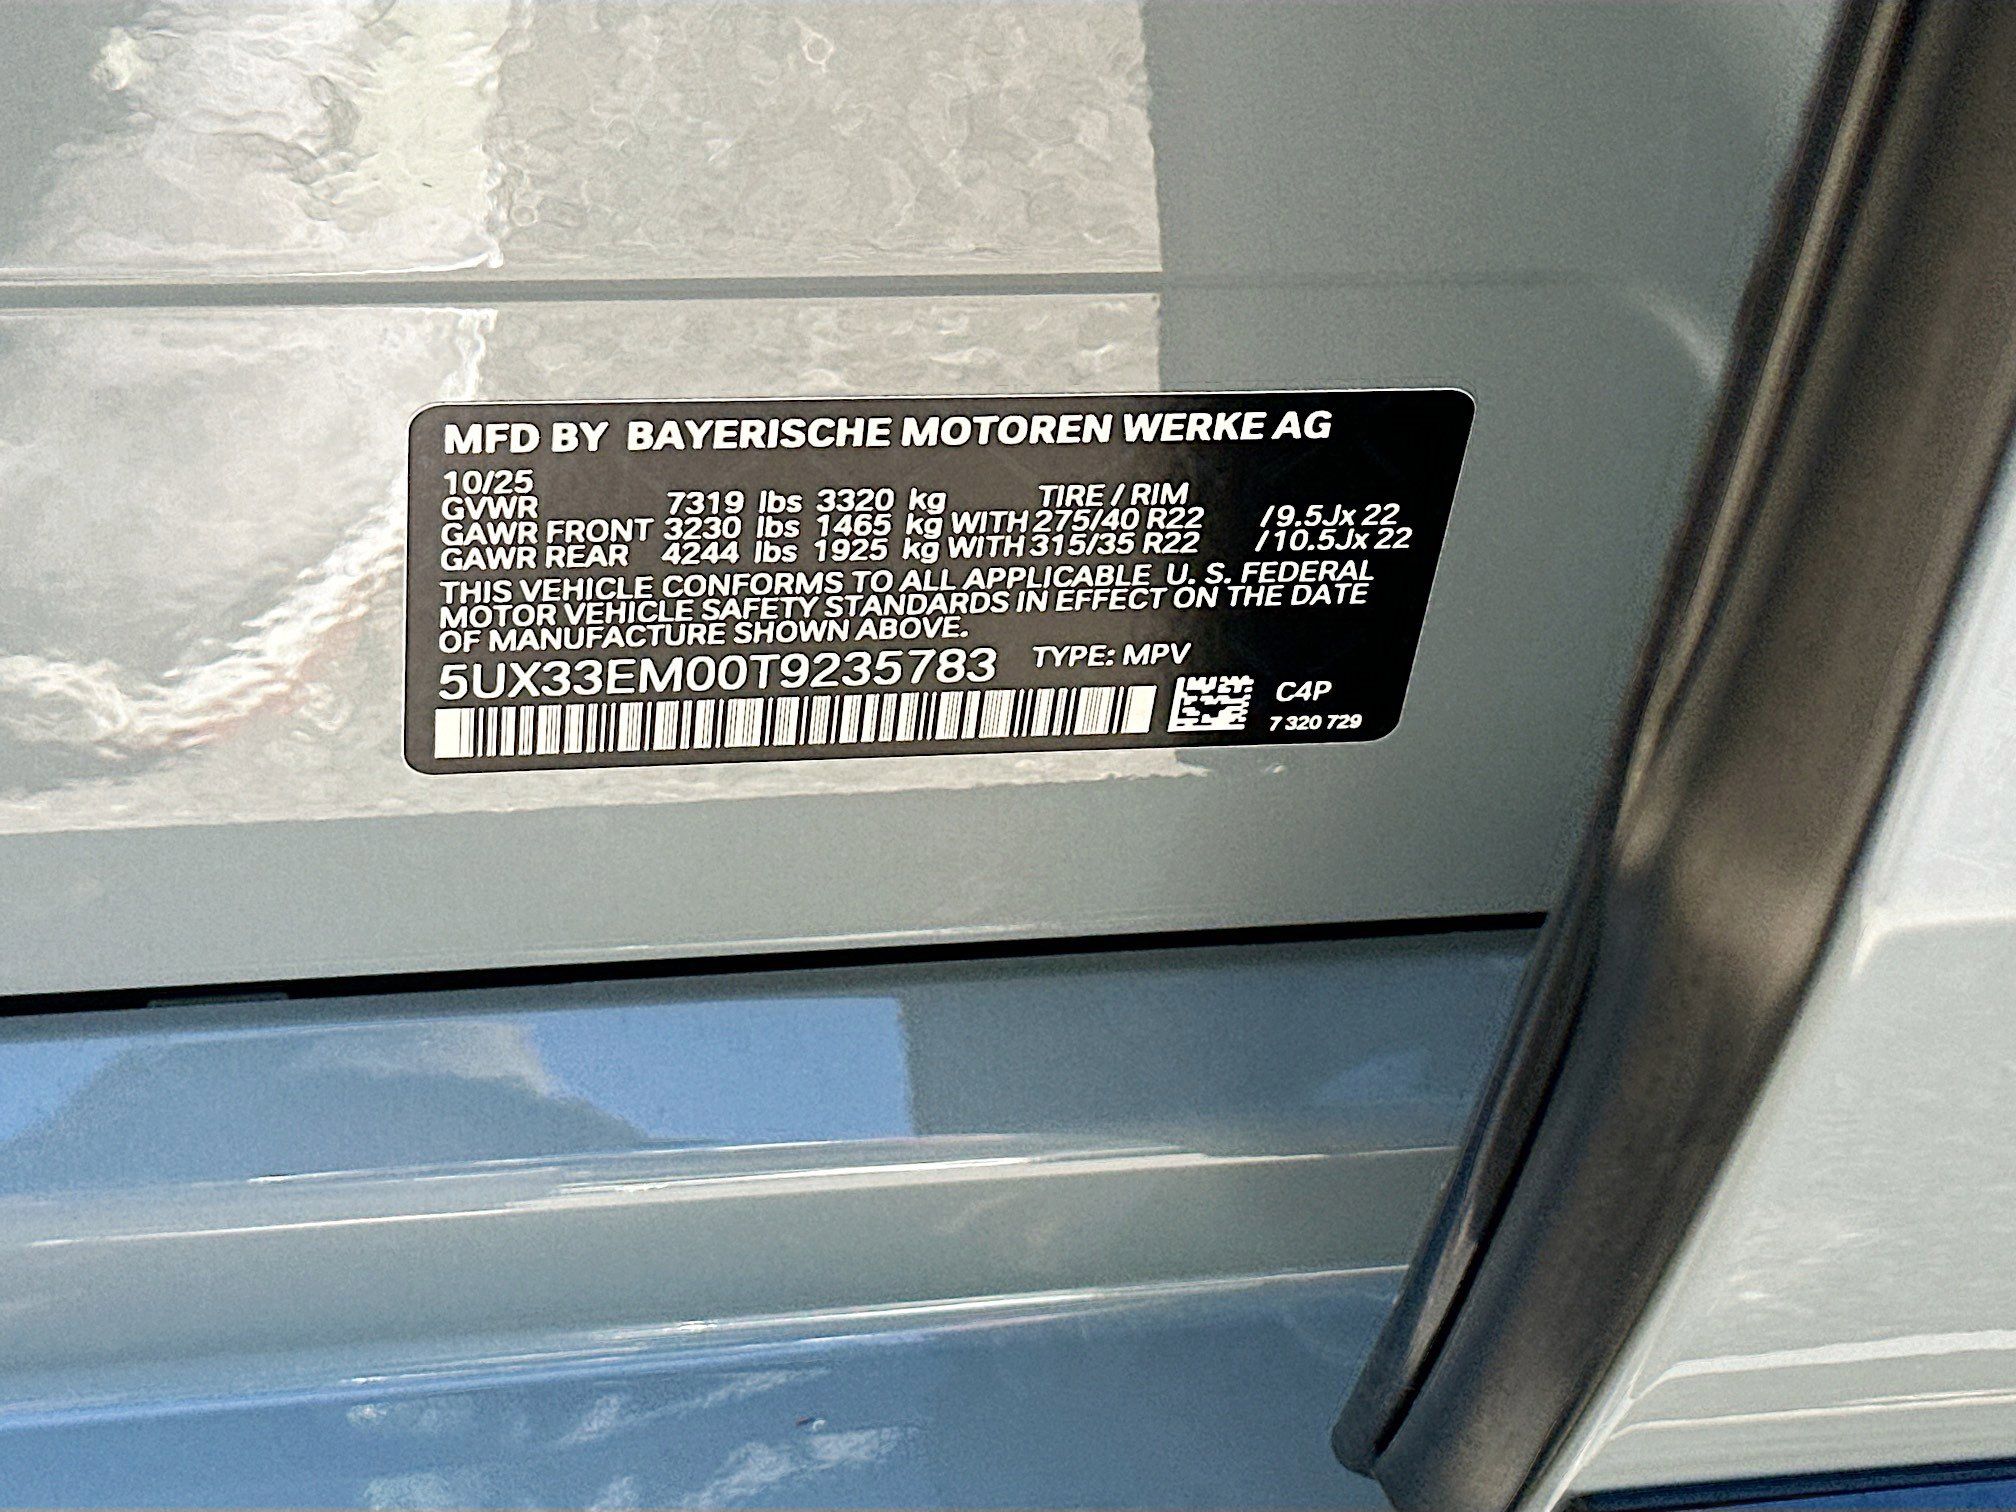 MFD BY BAYERISCHE MOTOREN WERKE AG
10/25 TIRE / RIM
GVWR 7319 lbs 3320 kg
GAWR FRONT 3230 lbs 1465 kg WITH 275/40 R22 /9.5Jx 22
GAWR REAR 4244 lbs 1925 kg WITH 315/35 R22 /10.5Jx 22
THIS VEHICLE CONFORMS TO ALL APPLICABLE U. S. FEDERAL
MOTOR VEHICLE SAFETY STANDARDS IN EFFECT ON THE DATE
OF MANUFACTURE SHOWN ABOVE.
5UX33EM00T9235783 TYPE: MPV
C4P
7 320 729